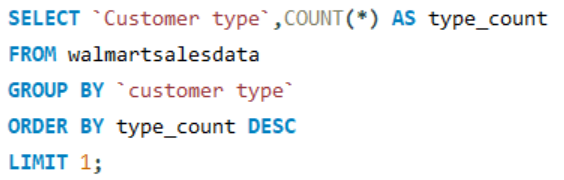 SELECT `Customer type`,COUNT(*) AS type_count
FROM walmartsalesdata
GROUP BY `customer type`
ORDER BY type_count DESC
LIMIT 1;